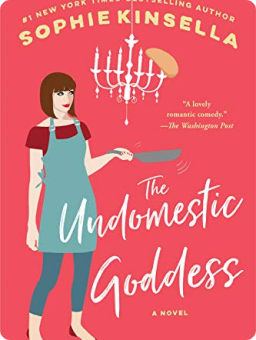 #1 NEW YORK TIMES BESTSELLING AUTHOR
SOPHIE KINSELLA
"A lovely
romantic comedy."
—The Washington Post
The
Undomestic
Goddess
A NOVEL